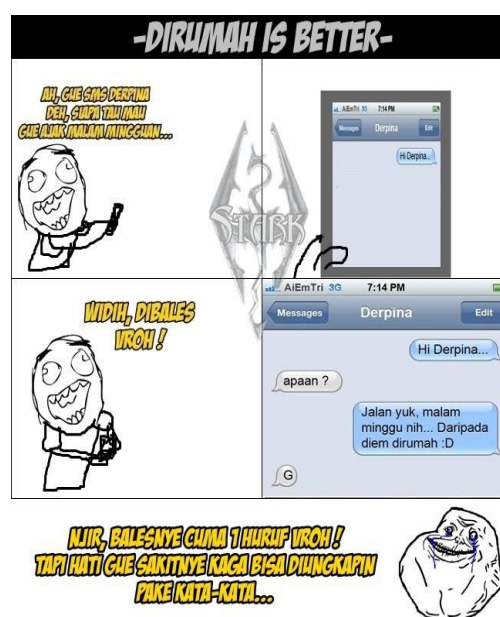 -DIRUMAH IS BETTER-
AH, GUE SMS DERPINA
DEH, SIAPA TAU MAU
GUE AJAK MALAM MINGGUAN...
AiEmTri 3G 7:14 PM
Messages Derpina Edit
Hi Derpina...
STARK
WIDIH, DIBALES
VROH !
AiEmTri 3G 7:14 PM
Messages Derpina Edit
Hi Derpina...
apaan ?
Jalan yuk, malam
minggu nih... Daripada
diem dirumah :D
G
NJIR, BALESNYE CUMA 1 HURUF VROH !
TAPI HATI GUE SAKITNYE KAGA BISA DIUNGKAPIN
PAKE KATA-KATA...